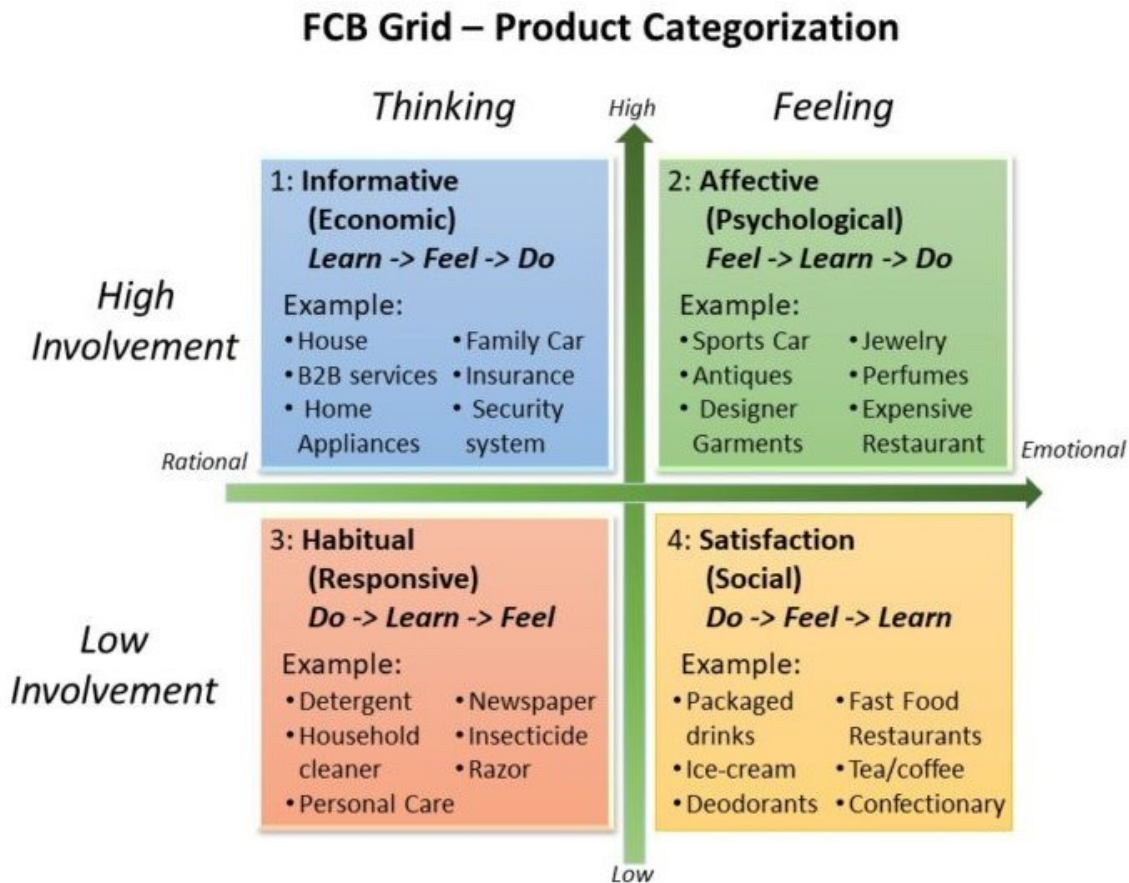 FCB Grid – Product Categorization
Thinking
High
Feeling
High
Involvement
1: Informative
(Economic)
Learn -> Feel -> Do
Example:
• House
• B2B services
• Home
Appliances
• Family Car
• Insurance
• Security
system
2: Affective
(Psychological)
Feel -> Learn -> Do
Example:
• Sports Car
• Antiques
• Designer
Garments
• Jewelry
• Perfumes
• Expensive
Restaurant
Rational
Emotional
Low
Involvement
3: Habitual
(Responsive)
Do -> Learn -> Feel
Example:
• Detergent
• Household
cleaner
• Personal Care
• Newspaper
• Insecticide
• Razor
4: Satisfaction
(Social)
Do -> Feel -> Learn
Example:
• Packaged
drinks
• Ice-cream
• Deodorants
• Fast Food
Restaurants
• Tea/coffee
• Confectionary
Low